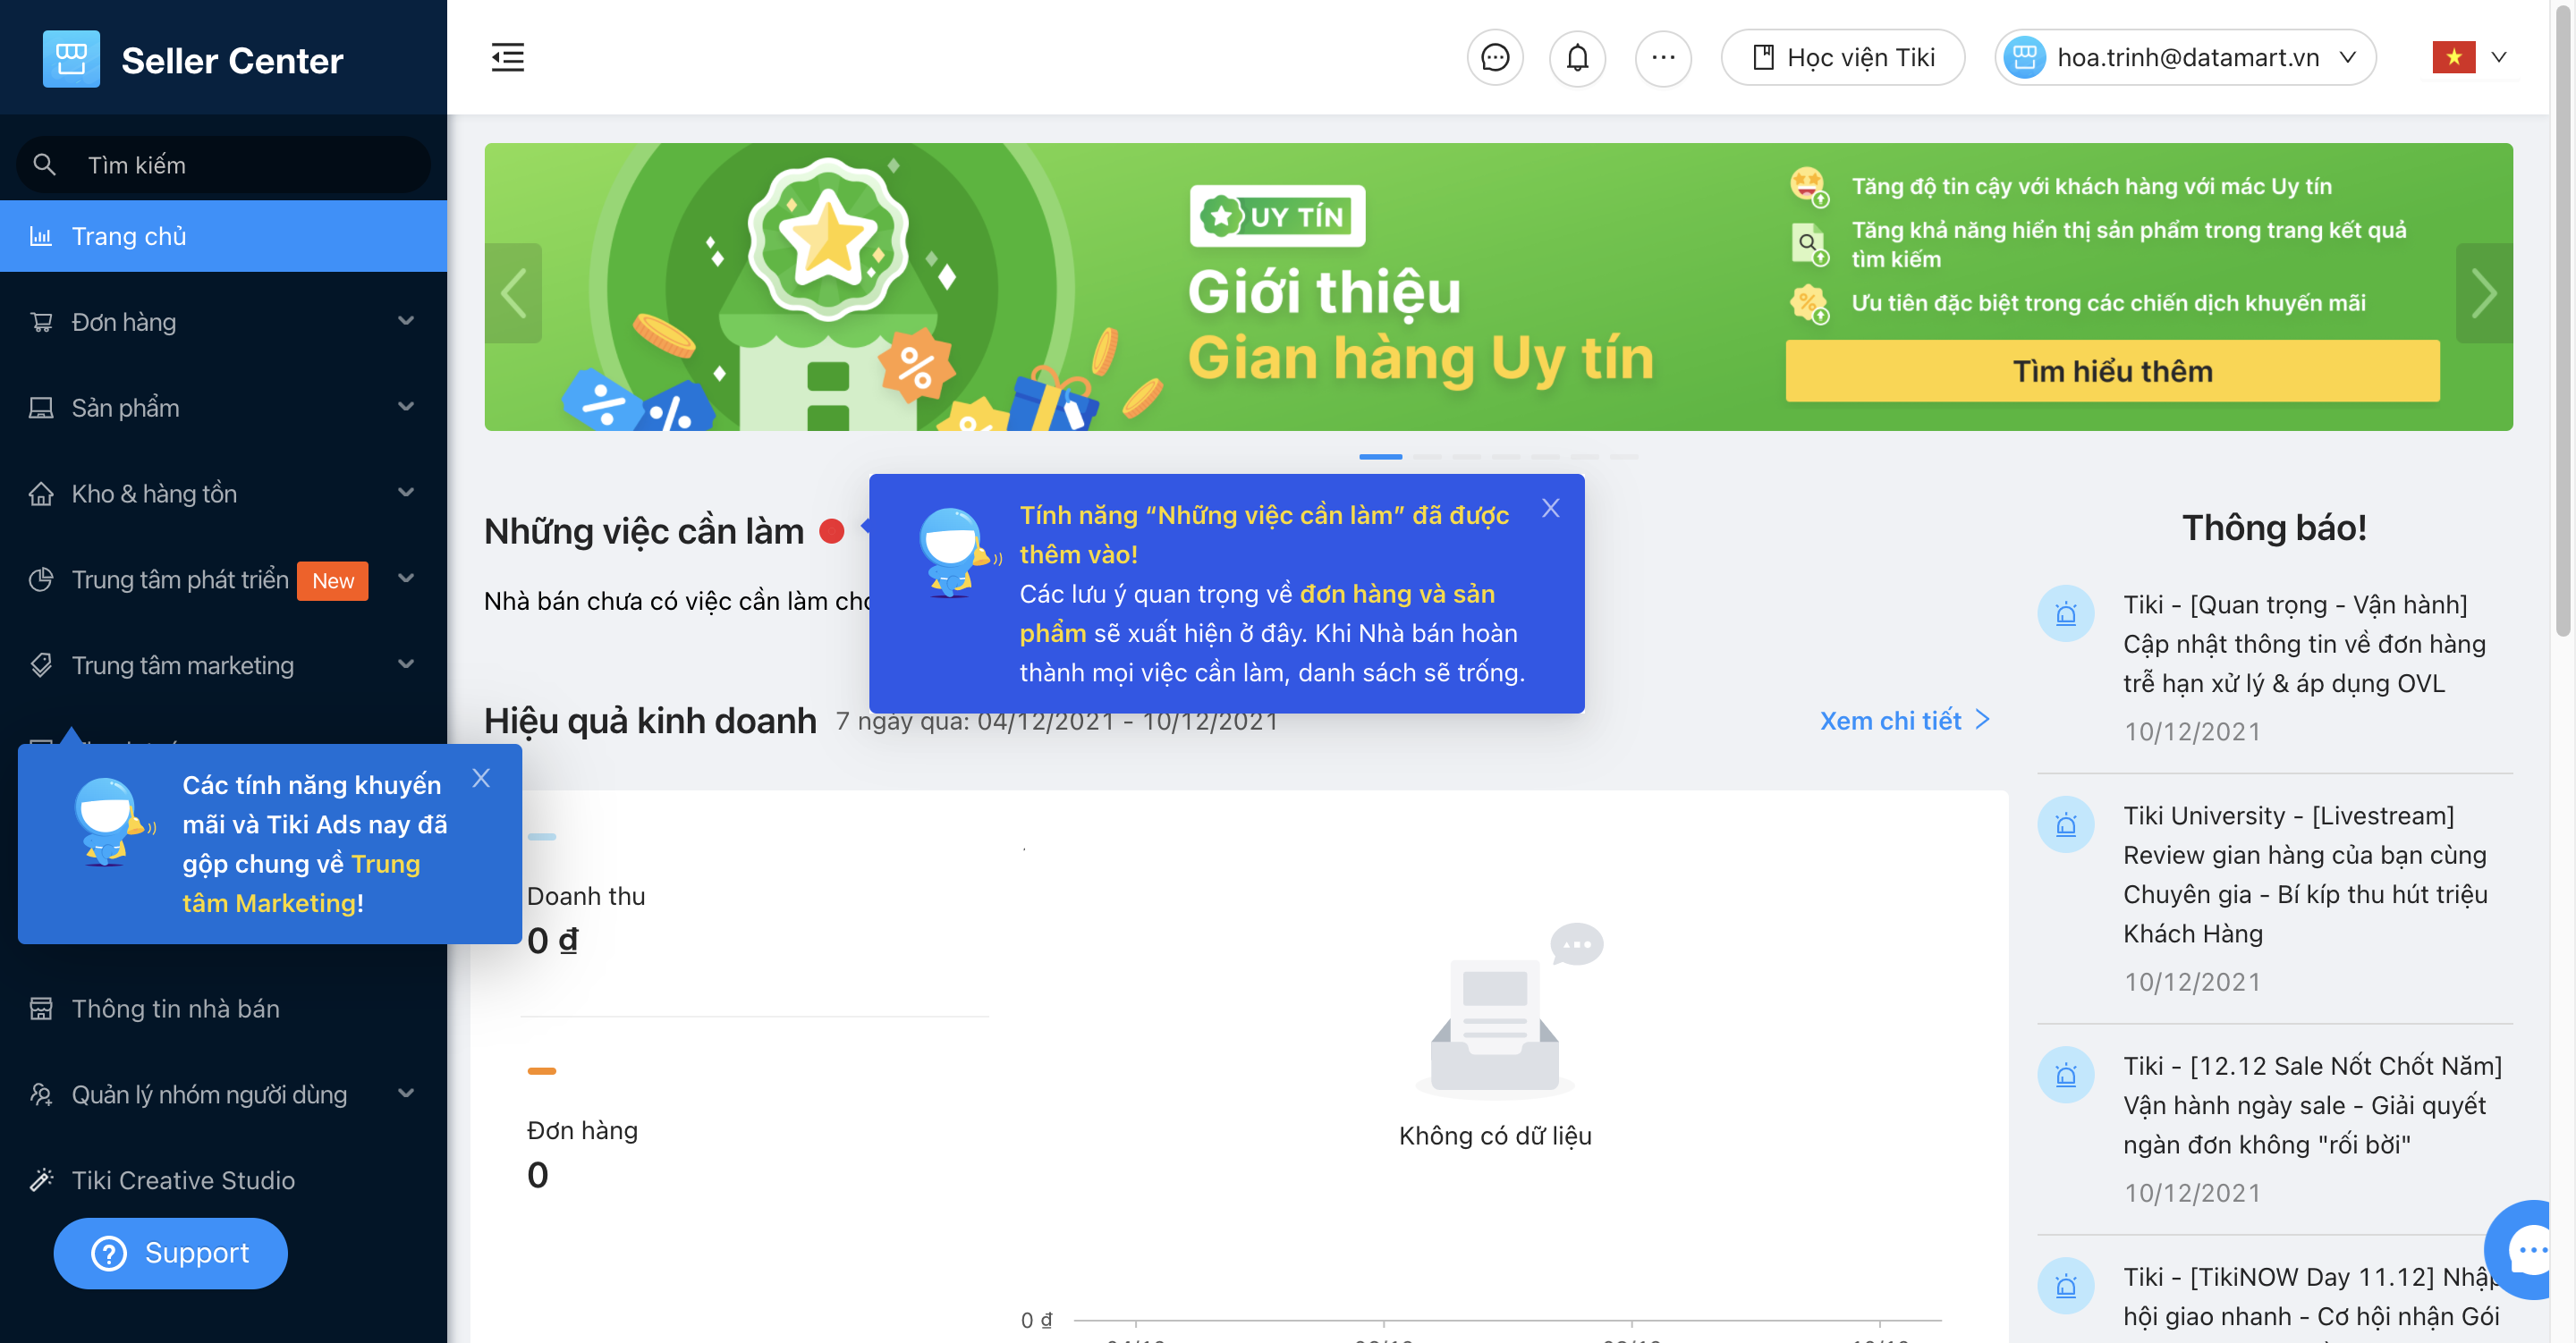 Seller Center
Học viện Tiki
hoa.trinh@datamart.vn
Tìm kiếm
Trang chủ
Đơn hàng
Sản phẩm
Kho & hàng tồn
Trung tâm phát triển New
Trung tâm marketing
Các tính năng khuyến
mãi và Tiki Ads nay đã
gộp chung về Trung
tâm Marketing!
Thông tin nhà bán
Quản lý nhóm người dùng
Tiki Creative Studio
Support
UY TÍN
Giới thiệu
Gian hàng Uy tín
Tăng độ tin cậy với khách hàng với mác Uy tín
Tăng khả năng hiển thị sản phẩm trong trang kết quả
tìm kiếm
Ưu tiên đặc biệt trong các chiến dịch khuyến mãi
Tìm hiểu thêm
Những việc cần làm
Nhà bán chưa có việc cần làm
Tính năng “Những việc cần làm” đã được
thêm vào!
Các lưu ý quan trọng về đơn hàng và sản
phẩm sẽ xuất hiện ở đây. Khi Nhà bán hoàn
thành mọi việc cần làm, danh sách sẽ trống.
Hiệu quả kinh doanh 7 ngày qua: 04/12/2021 - 10/12/2021
Xem chi tiết
Doanh thu
0 ₫
Đơn hàng
0
Không có dữ liệu
0 ₫
Thông báo!
Tiki - [Quan trọng - Vận hành]
Cập nhật thông tin về đơn hàng
trễ hạn xử lý & áp dụng OVL
10/12/2021
Tiki University - [Livestream]
Review gian hàng của bạn cùng
Chuyên gia - Bí kíp thu hút triệu
Khách Hàng
10/12/2021
Tiki - [12.12 Sale Nốt Chốt Năm]
Vận hành ngày sale - Giải quyết
ngàn đơn không "rối bời"
10/12/2021
Tiki - [TikiNOW Day 11.12] Nhập
hội giao nhanh - Cơ hội nhận Gói